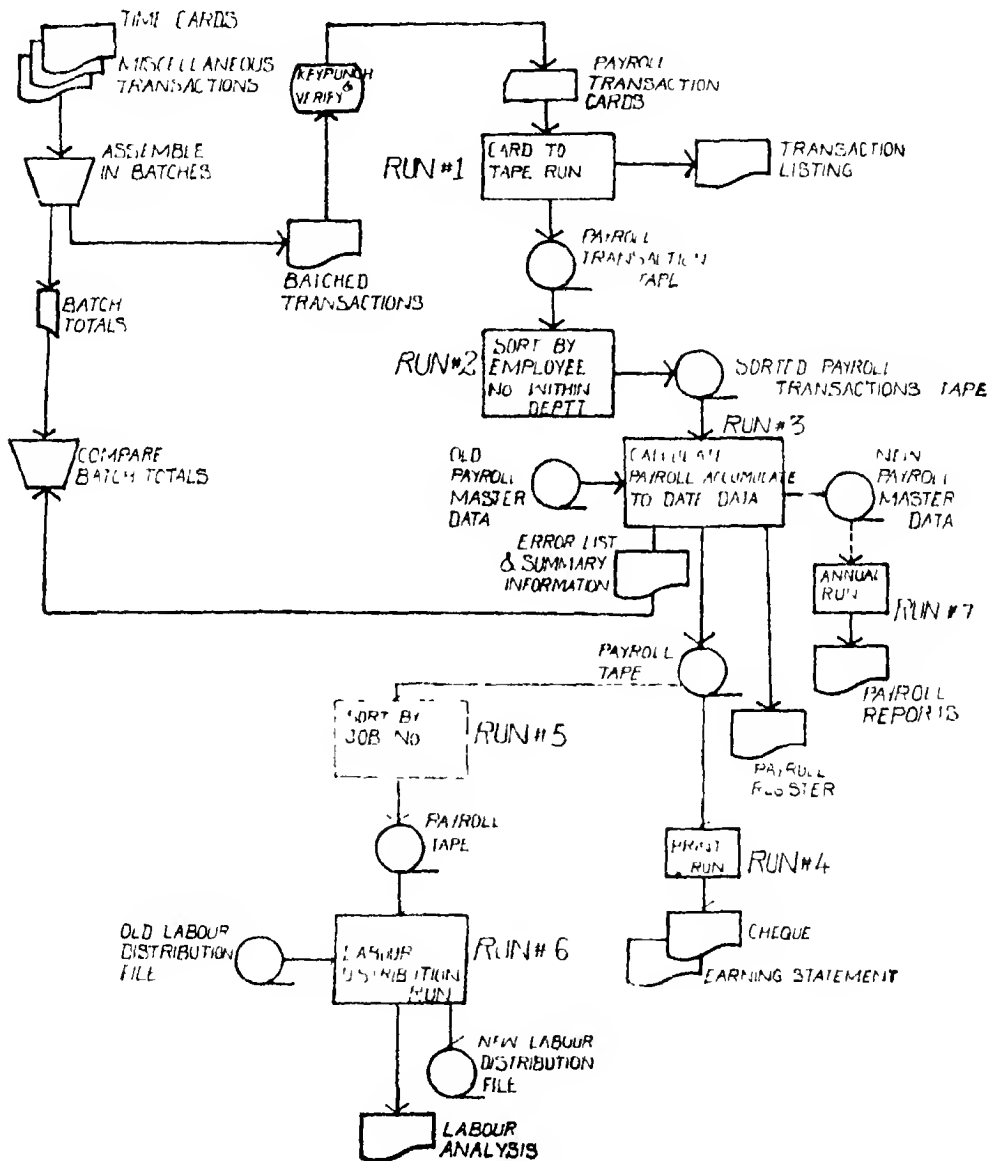 TIME CARDS
MISCELLANEOUS
TRANSACTIONS
KEYPUNCH
&
VERIFY
PAYROLL
TRANSACTION
CARDS
ASSEMBLE
IN BATCHES
RUN #1
CARD TO
TAPE RUN
TRANSACTION
LISTING
BATCHED
TRANSACTIONS
PAYROLL
TRANSACTION
TAPE
BATCH
TOTALS
RUN #2
SORT BY
EMPLOYEE
NO WITHIN
DEPTT
SORTED PAYROLL
TRANSACTIONS TAPE
RUN #3
COMPARE
BATCH TOTALS
OLD
PAYROLL
MASTER
DATA
CALCULATE
PAYROLL ACCUMULATE
TO DATE DATA
NEW
PAYROLL
MASTER
DATA
ERROR LIST
& SUMMARY
INFORMATION
ANNUAL
RUN
RUN #7
PAYROLL
TAPE
PAYROLL
REPORTS
SORT BY
JOB NO
RUN #5
PAYROLL
PAYROLL
TAPE
PRINT
RUN
RUN #4
OLD LABOUR
DISTRIBUTION
FILE
LABOUR
DISTRIBUTION
RUN
RUN #6
CHEQUE
EARNING STATEMENT
NEW LABOUR
DISTRIBUTION
FILE
LABOUR
ANALYSIS